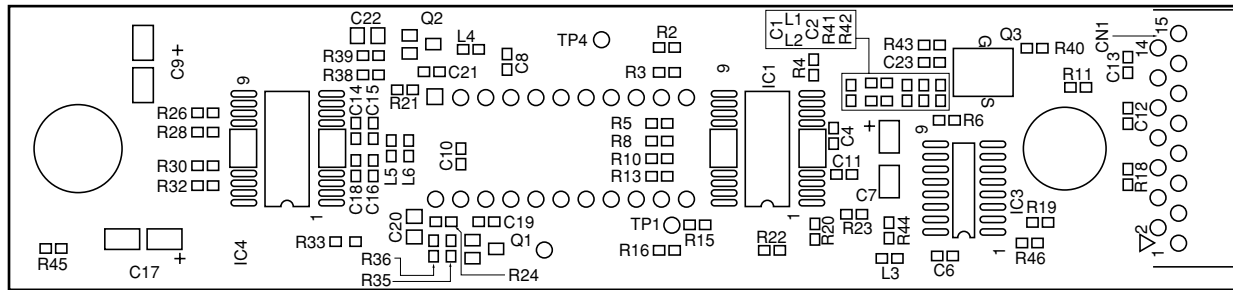 C22
Q2
L4
R39
R38
C21
C8
TP4
R2
R3
C1 L1 C2 R41 R42
L2
R43
C23
G
S
Q3
R40
CN1
15
14
C13
R11
C9+
9
C14
C15
R21
9
IC1
R4
R26
R28
R30
R32
L5
L6
C10
R5
R8
R10
R13
C4
C11
+
C7
9
R6
C12
R18
C18
C16
1
C20
C19
Q1
TP1
R15
R16
1
R22
R20
R23
R44
IC3
R19
R46
2
1
R45
C17
+
IC4
R33
R36
R35
R24
L3
C6
1